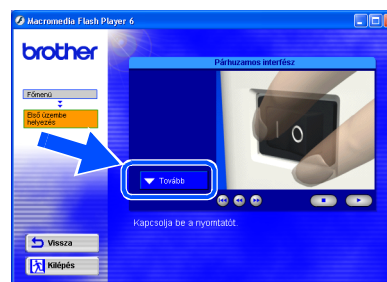 Macromedia Flash Player 6
brother
Párhuzamos interfész
Főmenü
Első üzembe
helyezés
Tovább
Kapcsolja be a nyomtatót.
Vissza
Kilépés